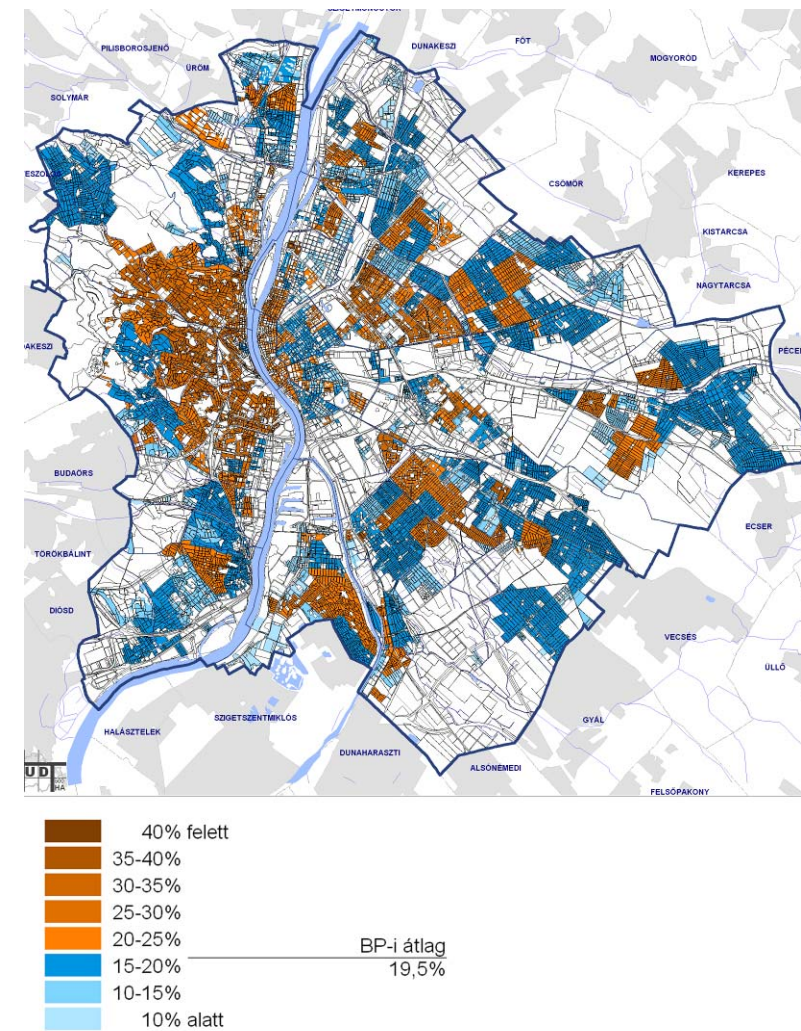 PILISBOROSJENŐ
DUNAKESZI
FÓT
MOGYORÓD
ÜRÖM
SOLYMÁR
CSÖMÖR
KEREPES
KISTARCSA
NAGYTARCSA
PÉCEL
BUDAÖRS
TÖRÖKBÁLINT
ECSER
DIÓSD
VECSÉS
ÜLLŐ
SZIGETSZENTMIKLÓS
GYÁL
HALÁSZTELEK
DUNAHARASZTI
ALSÓNÉMEDI
FELSŐPAKONY
40% felett
35-40%
30-35%
25-30%
20-25%
BP-i átlag
15-20%
19,5%
10-15%
10% alatt